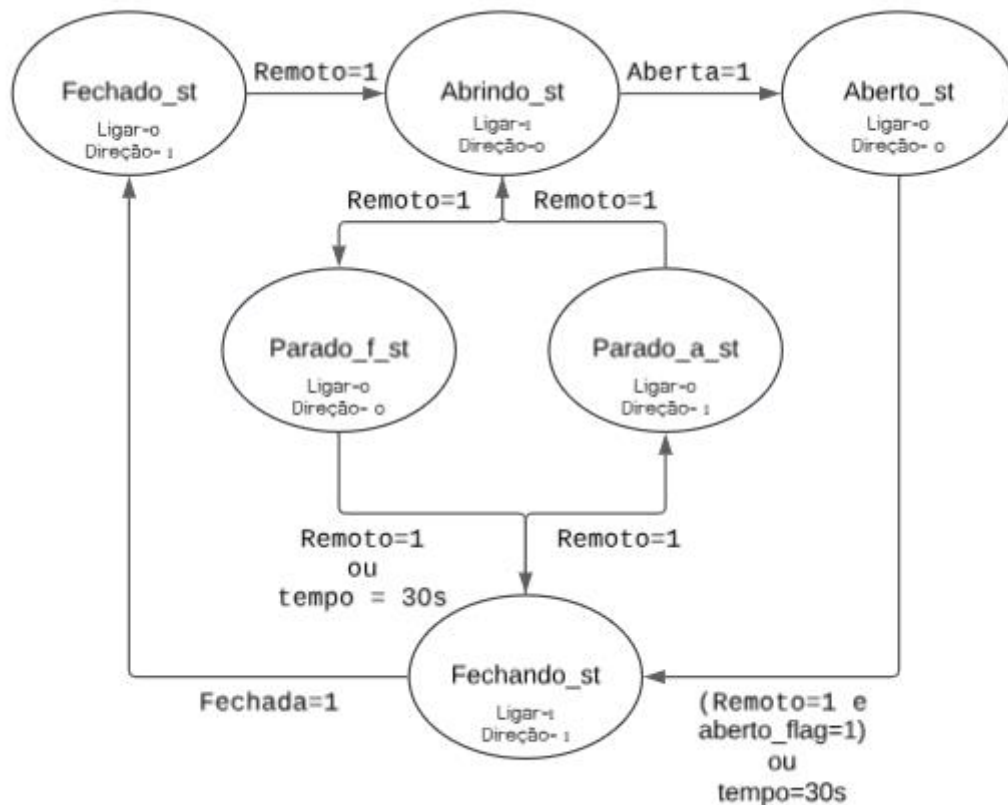 Fechado_st
Ligar=0
Direção= 1
Remoto=1
Abrindo_st
Ligar=1
Direção=0
Aberta=1
Aberto_st
Ligar=0
Direção= 0
Remoto=1
Remoto=1
Parado_f_st
Ligar=0
Direção= 0
Parado_a_st
Ligar=0
Direção= 1
Remoto=1
ou
tempo = 30s
Remoto=1
Fechando_st
Ligar=1
Direção= 1
Fechada=1
(Remoto=1 e
aberto_flag=1)
ou
tempo=30s